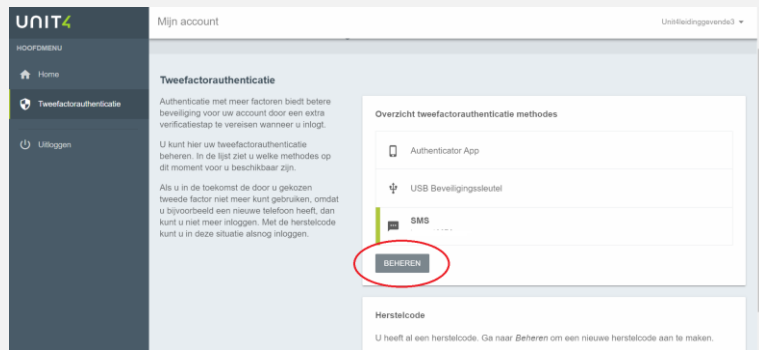 UNIT4
Mijn account
Unit4leidinggevende3
HOOFDMENU
Home
Tweefactorauthenticatie
Uitloggen
Tweefactorauthenticatie
Authenticatie met meer factoren biedt betere
beveiliging voor uw account door een extra
verificatiestap te vereisen wanneer u inlogt.
U kunt hier uw tweefactorauthenticatie
beheren. In de lijst ziet u welke methodes op
dit moment voor u beschikbaar zijn.
Als u in de toekomst de door u gekozen
tweede factor niet meer kunt gebruiken, omdat
u bijvoorbeeld een nieuwe telefoon heeft, dan
kunt u niet meer inloggen. Met de herstelcode
kunt u in deze situatie alsnog inloggen.
Overzicht tweefactorauthenticatie methodes
Authenticator App
USB Beveiligingssleutel
SMS
BEHEREN
Herstelcode
U heeft al een herstelcode. Ga naar Beheren om een nieuwe herstelcode aan te maken.